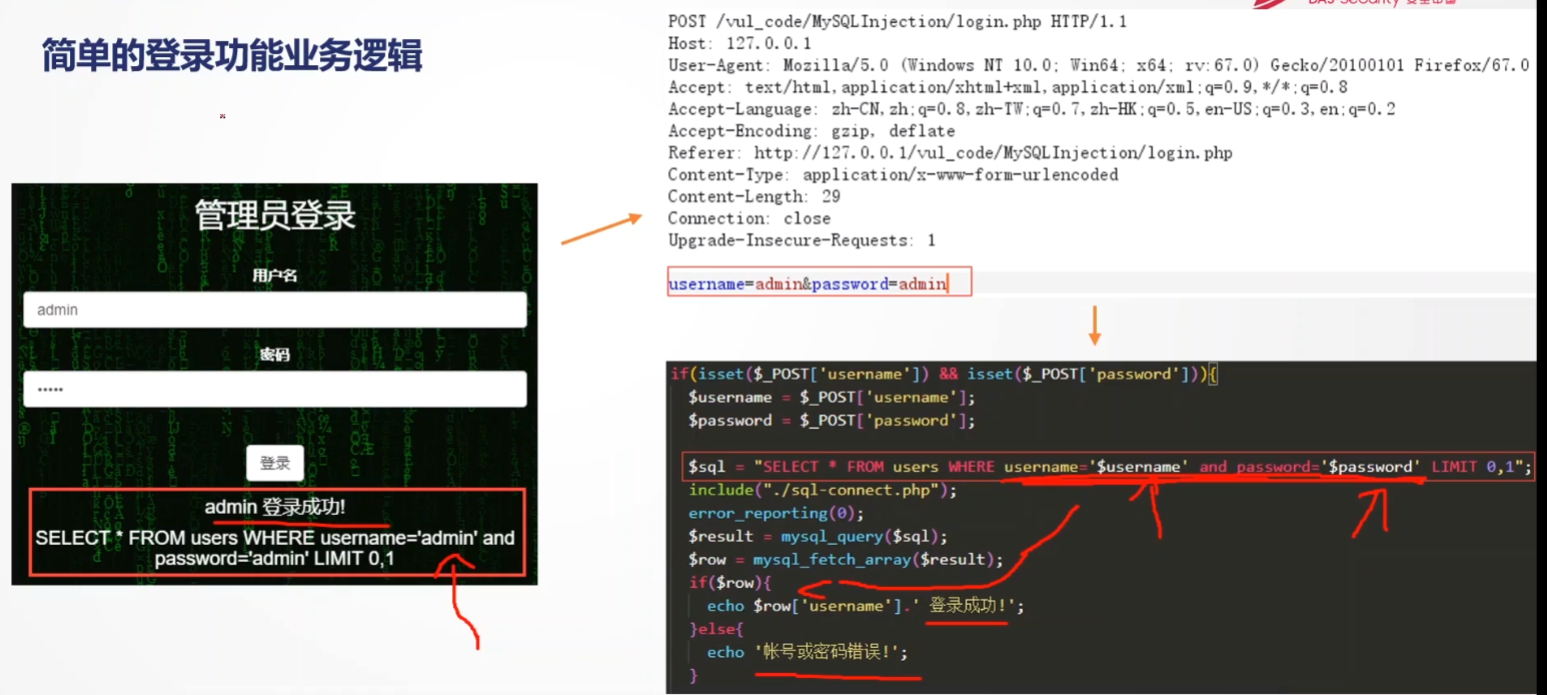 简单的登录功能业务逻辑
管理员登录
用户名
admin
密码
•••••
登录
admin 登录成功!
SELECT * FROM users WHERE username='admin' and
password='admin' LIMIT 0,1
POST /vul_code/MySQLInjection/login.php HTTP/1.1
Host: 127.0.0.1
User-Agent: Mozilla/5.0 (Windows NT 10.0; Win64; x64; rv:67.0) Gecko/20100101 Firefox/67.0
Accept: text/html,application/xhtml+xml,application/xml;q=0.9,*/*;q=0.8
Accept-Language: zh-CN,zh;q=0.8,zh-TW;q=0.7,zh-HK;q=0.5,en-US;q=0.3,en;q=0.2
Accept-Encoding: gzip, deflate
Referer: http://127.0.0.1/vul_code/MySQLInjection/login.php
Content-Type: application/x-www-form-urlencoded
Content-Length: 29
Connection: close
Upgrade-Insecure-Requests: 1
username=admin&password=admin
if(isset($_POST['username']) && isset($_POST['password'])){
$username = $_POST['username'];
$password = $_POST['password'];
$sql = "SELECT * FROM users WHERE username='$username' and password='$password' LIMIT 0,1";
include("./sql-connect.php");
error_reporting(0);
$result = mysql_query($sql);
$row = mysql_fetch_array($result);
if($row){
echo $row['username'].' 登录成功!';
}else{
echo '帐号或密码错误!';
}